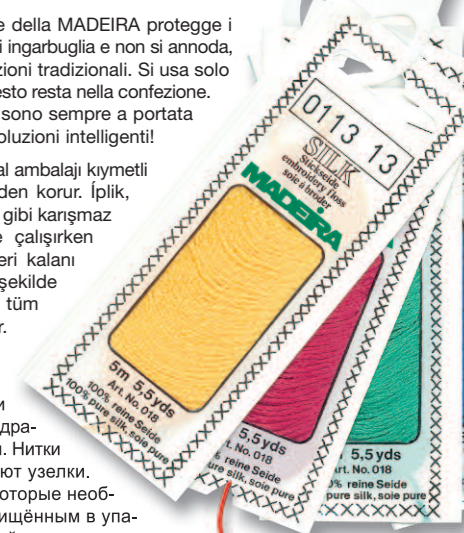 e della MADEIRA protegge i
i ingarbuglia e non si annoda,
zioni tradizionali. Si usa solo
esto resta nella confezione.
sono sempre a portata
oluzioni intelligenti!
al ambalajı kıymetli
den korur. İplik,
gibi karışmaz
e çalışırken
eri kalanı
şekilde
tüm
r.
и
дра-
. Нитки
ют узелки.
оторые необ-
ищённым в упа-
0113 13
SILK
Stickseide
embroidery floss
soie à broder
MADEIRA
5m 5,5yds
Art. No. 018
100% reine Seide
100% pure silk, soie pure
5,5yds
t. No. 018
reine Seide
ure silk, soie pure
5,5yds
rt. No. 018
% reine Seide
pure silk, soie pure